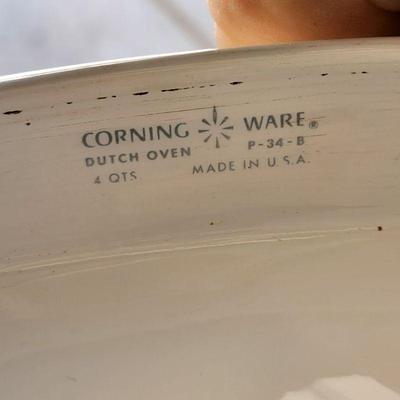 CORNING WARE®
DUTCH OVEN P-34-B
4 QTS. MADE IN U.S.A.